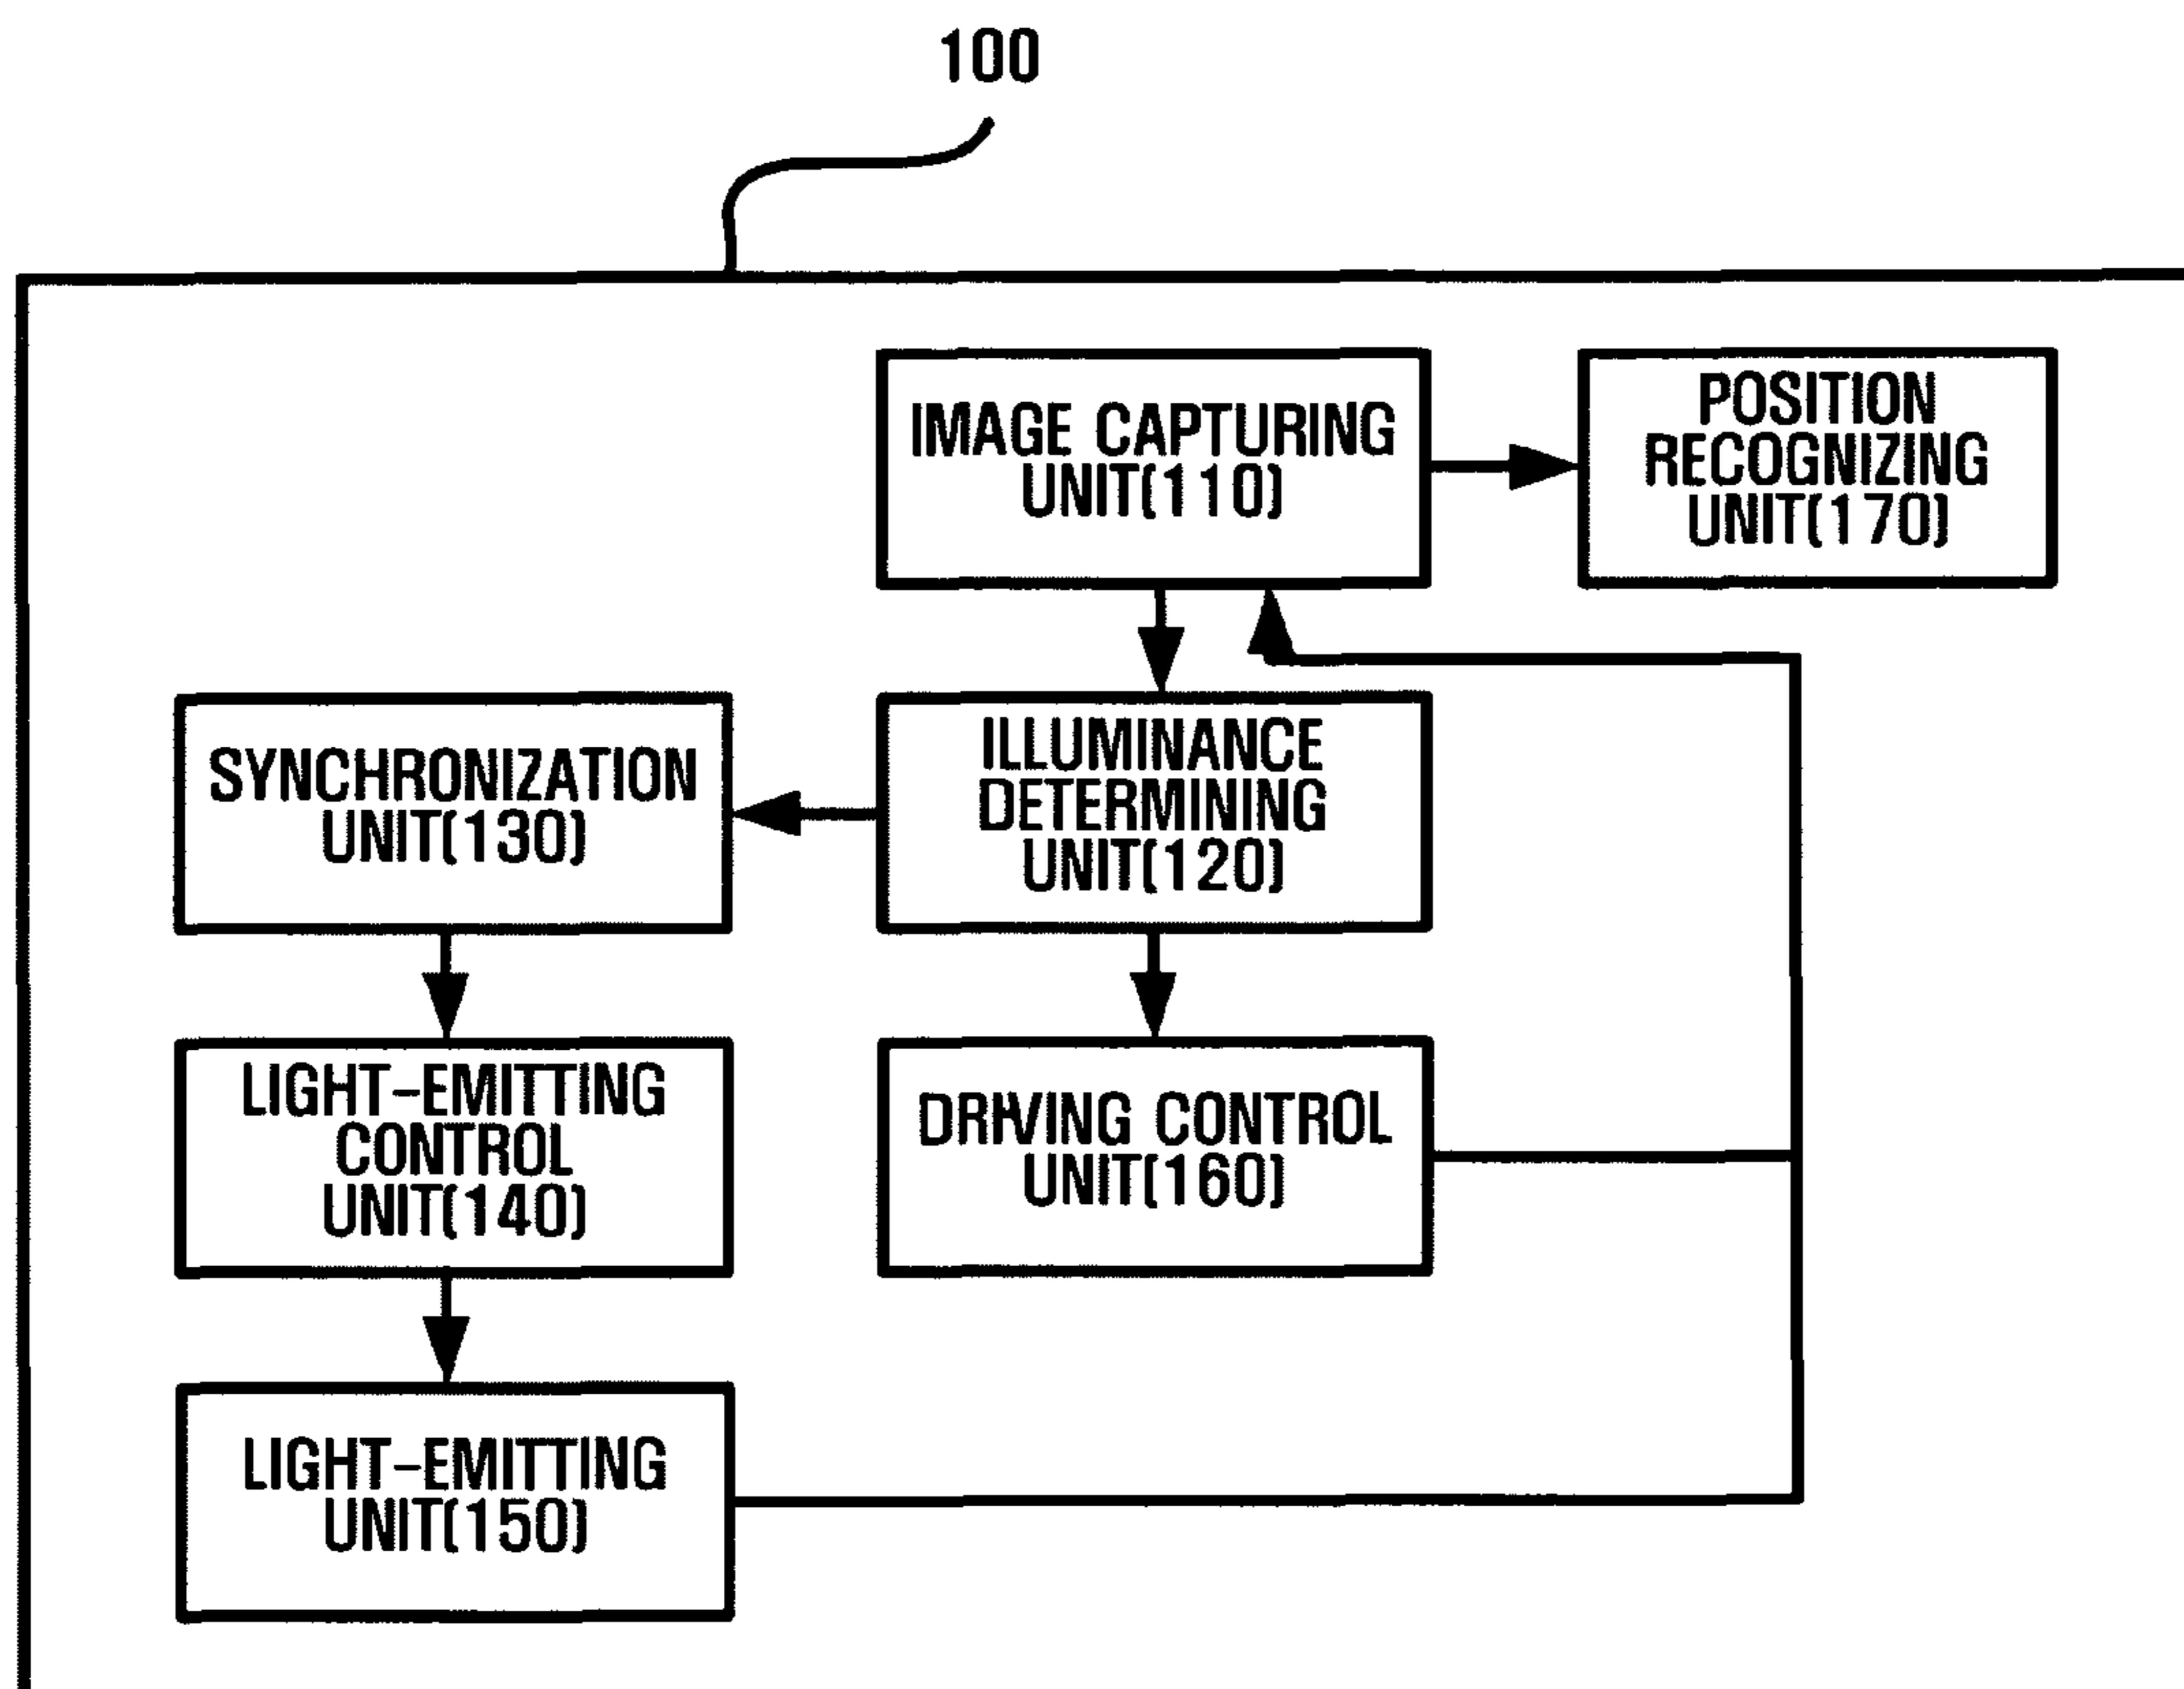 100
IMAGE CAPTURING
UNIT(110)
POSITION
RECOGNIZING
UNIT(170)
SYNCHRONIZATION
UNIT(130)
ILLUMINANCE
DETERMINING
UNIT(120)
LIGHT-EMITTING
CONTROL
UNIT(140)
DRIVING CONTROL
UNIT(160)
LIGHT-EMITTING
UNIT(150)